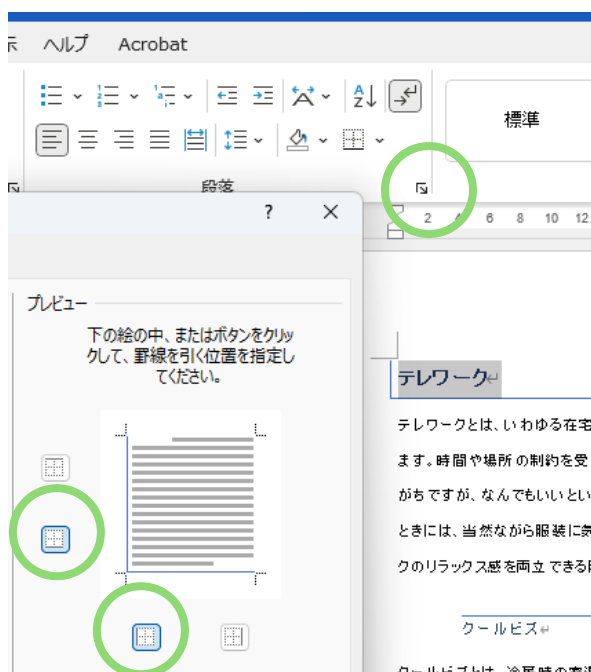 ヘルプ Acrobat
標準
段落
2 4 6 8 10 12
? ×
プレビュー
下の絵の中、またはボタンをクリッ
クして、罫線を引く位置を指定し
てください。
テレワーク↵
テレワークとは、いわゆる在宅
ます。時間や場所の制約を受
がちですが、なんでもいいとい
ときには、当然ながら服装に気
クのリラックス感を両立できる
クールビズ↵